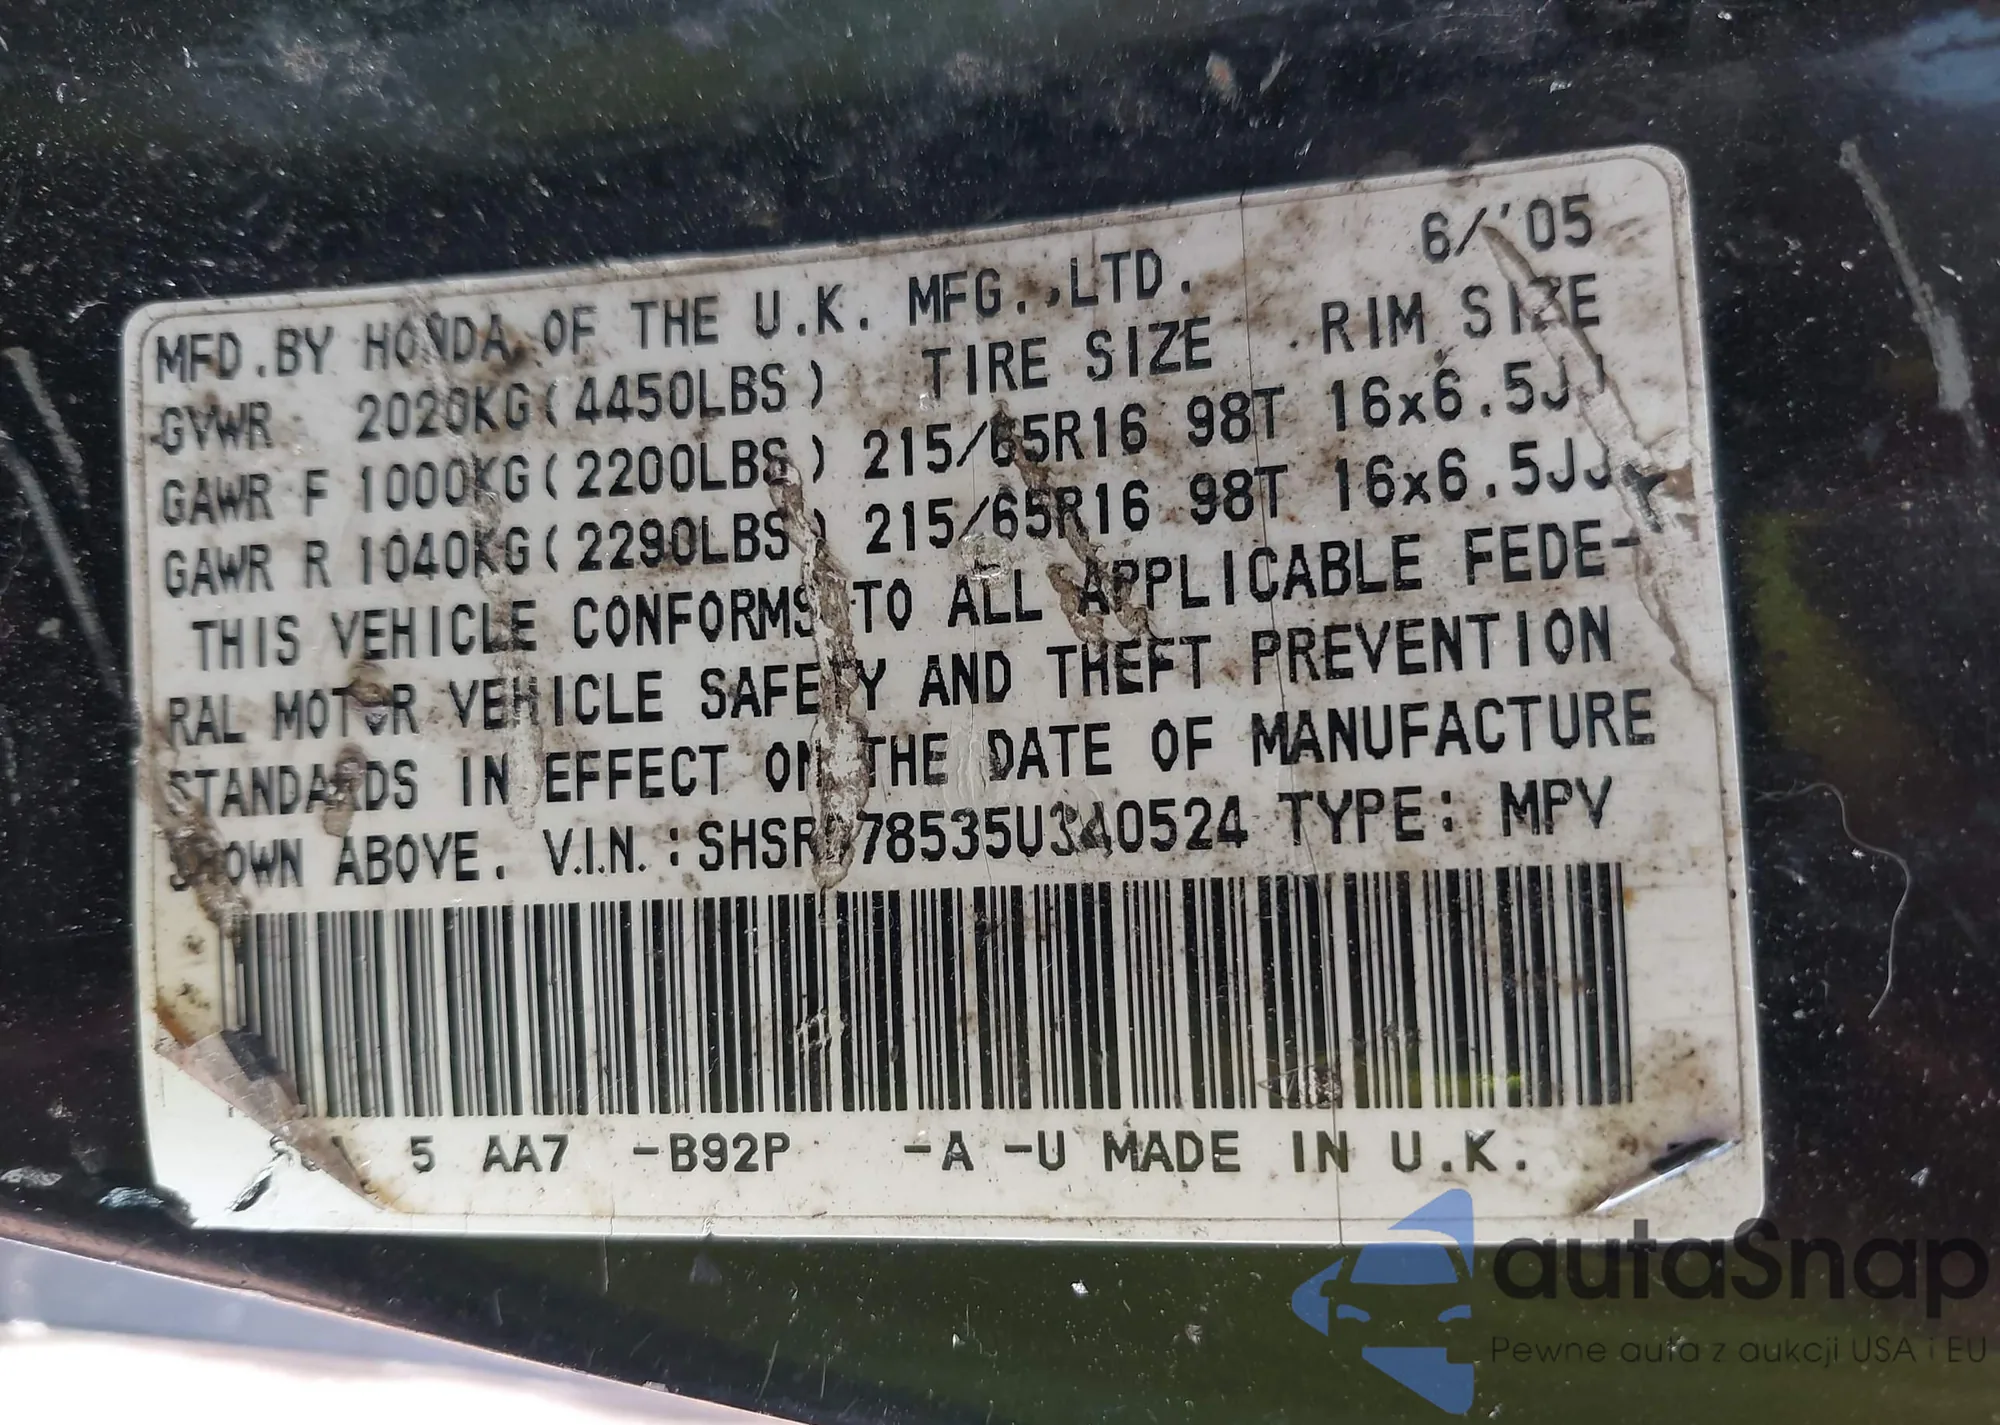 6/'05
MFD.BY HONDA OF THE U.K. MFG.,LTD.
GVWR 2020KG(4450LBS) TIRE SIZE RIM SIZE
GAWR F 1000KG(2200LBS) 215/65R16 98T 16x6.5JJ
GAWR R 1040KG(2290LBS) 215/65R16 98T 16x6.5JJ
THIS VEHICLE CONFORMS TO ALL APPLICABLE FEDE-
RAL MOTOR VEHICLE SAFETY AND THEFT PREVENTION
STANDARDS IN EFFECT ON THE DATE OF MANUFACTURE
SHOWN ABOVE. V.I.N.: TYPE: MPV
5 AA7 -B92P -A -U MADE IN U.K.
autaSnap
Pewne auta z aukcji USA i EU